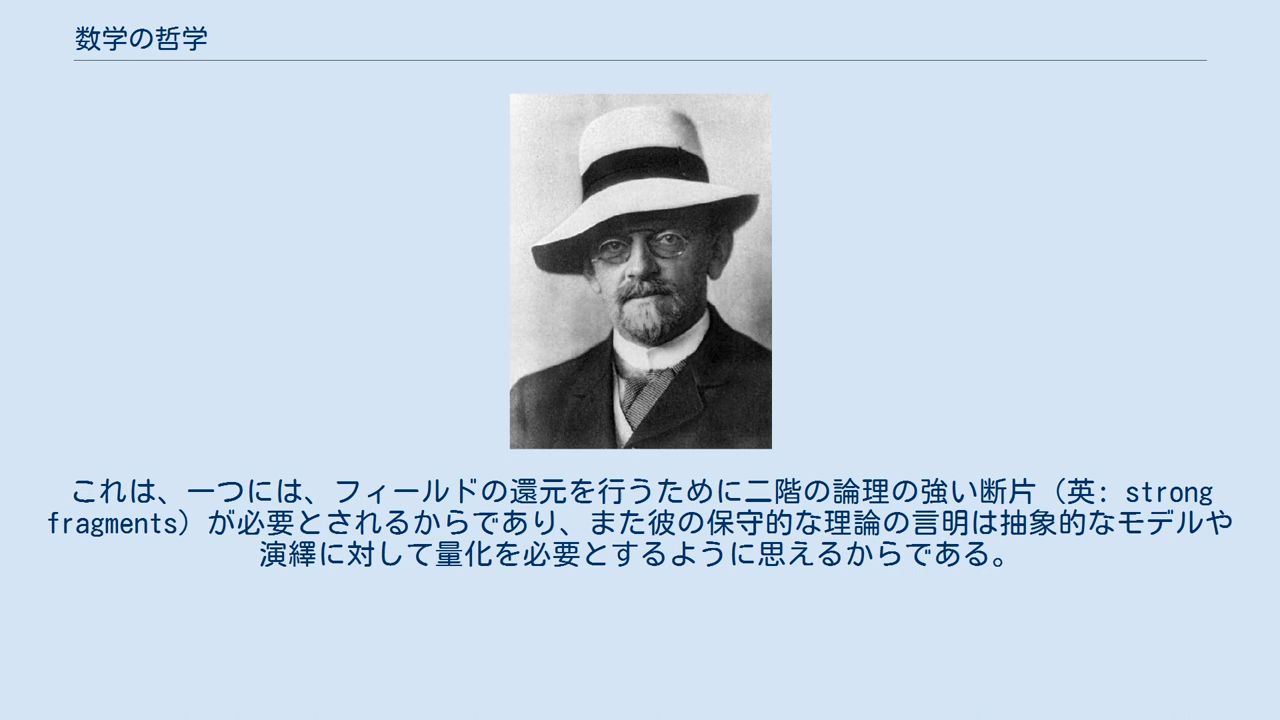 数学の哲学
これは、一つには、フィールドの還元を行うために二階の論理の強い断片（英: strong
fragments）が必要とされるからであり、また彼の保守的な理論の言明は抽象的なモデルや
演繹に対して量化を必要とするように思えるからである。